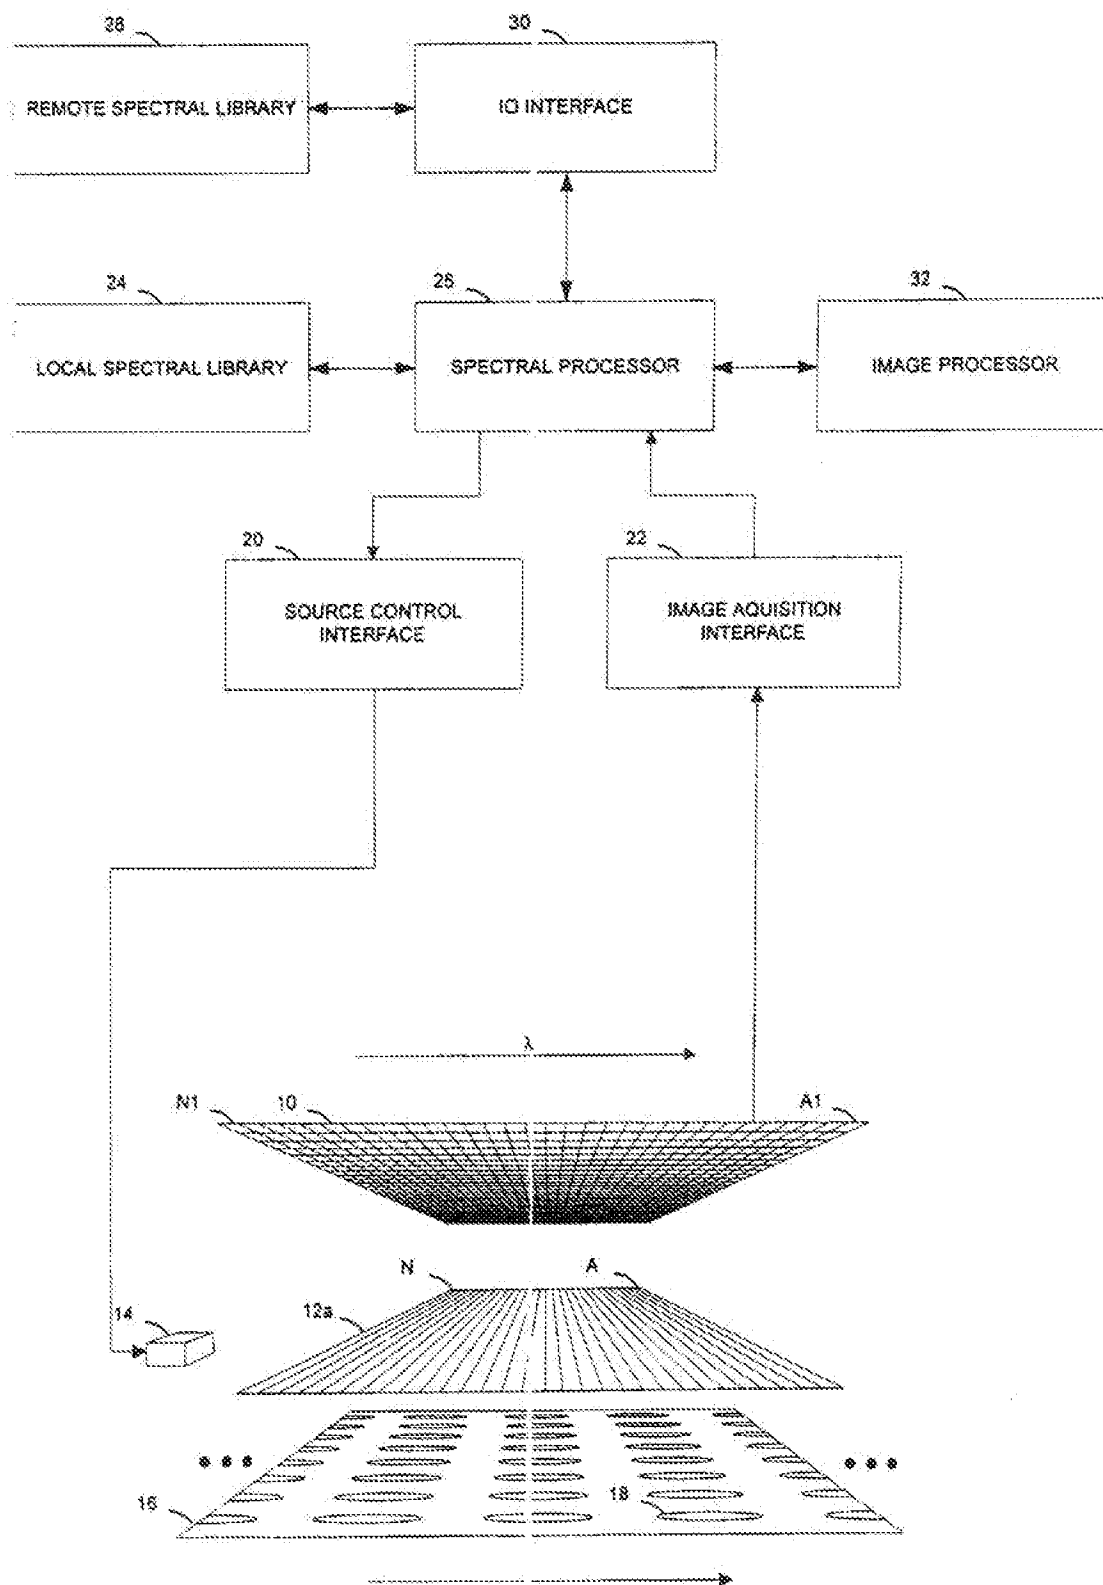 28
30
REMOTE SPECTRAL LIBRARY
IO INTERFACE
24
26
32
LOCAL SPECTRAL LIBRARY
SPECTRAL PROCESSOR
IMAGE PROCESSOR
20
22
SOURCE CONTROL
INTERFACE
IMAGE AQUISITION
INTERFACE
λ
N1
10
A1
N
A
12a
14
16
18